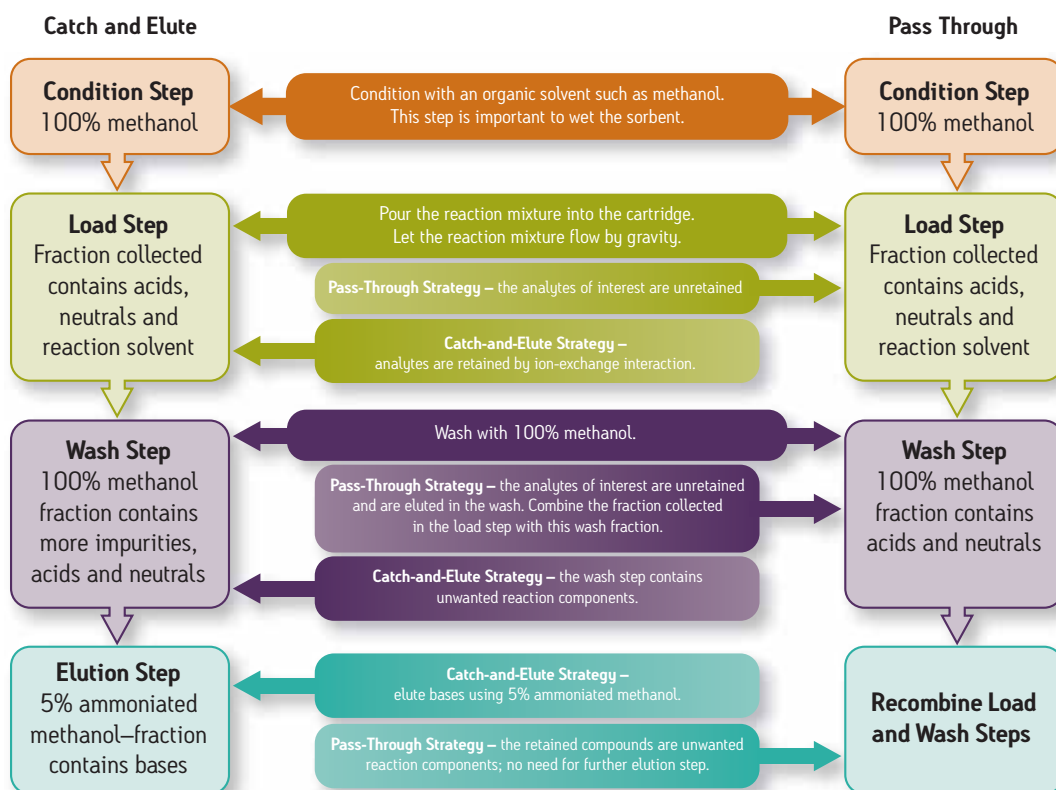 Catch and Elute
Pass Through
Condition Step
100% methanol
Condition with an organic solvent such as methanol.
This step is important to wet the sorbent.
Condition Step
100% methanol
Load Step
Fraction collected
contains acids,
neutrals and
reaction solvent
Pour the reaction mixture into the cartridge.
Let the reaction mixture flow by gravity.
Pass-Through Strategy – the analytes of interest are unretained
Catch-and-Elute Strategy –
analytes are retained by ion-exchange interaction.
Load Step
Fraction collected
contains acids,
neutrals and
reaction solvent
Wash Step
100% methanol
fraction contains
more impurities,
acids and neutrals
Wash with 100% methanol.
Pass-Through Strategy – the analytes of interest are unretained
and are eluted in the wash. Combine the fraction collected
in the load step with this wash fraction.
Catch-and-Elute Strategy – the wash step contains
unwanted reaction components.
Wash Step
100% methanol
fraction contains
acids and neutrals
Elution Step
5% ammoniated
methanol–fraction
contains bases
Catch-and-Elute Strategy –
elute bases using 5% ammoniated methanol.
Pass-Through Strategy – the retained compounds are unwanted
reaction components; no need for further elution step.
Recombine Load
and Wash Steps